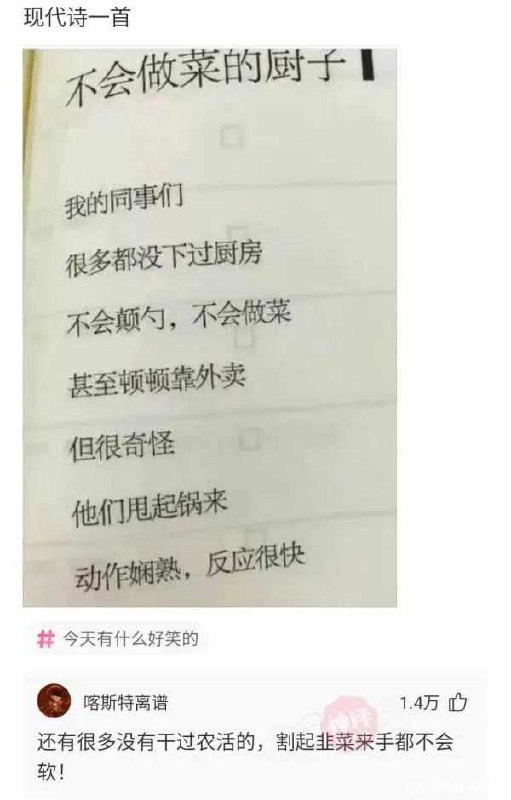 现代诗一首
不会做菜的厨子
我的同事们
很多都没下过厨房
不会颠勺，不会做菜
甚至顿顿靠外卖
但很奇怪
他们甩起锅来
动作娴熟，反应很快
# 今天有什么好笑的
喀斯特离谱
1.4万
还有很多没有干过农活的，割起韭菜来手都不会
软！